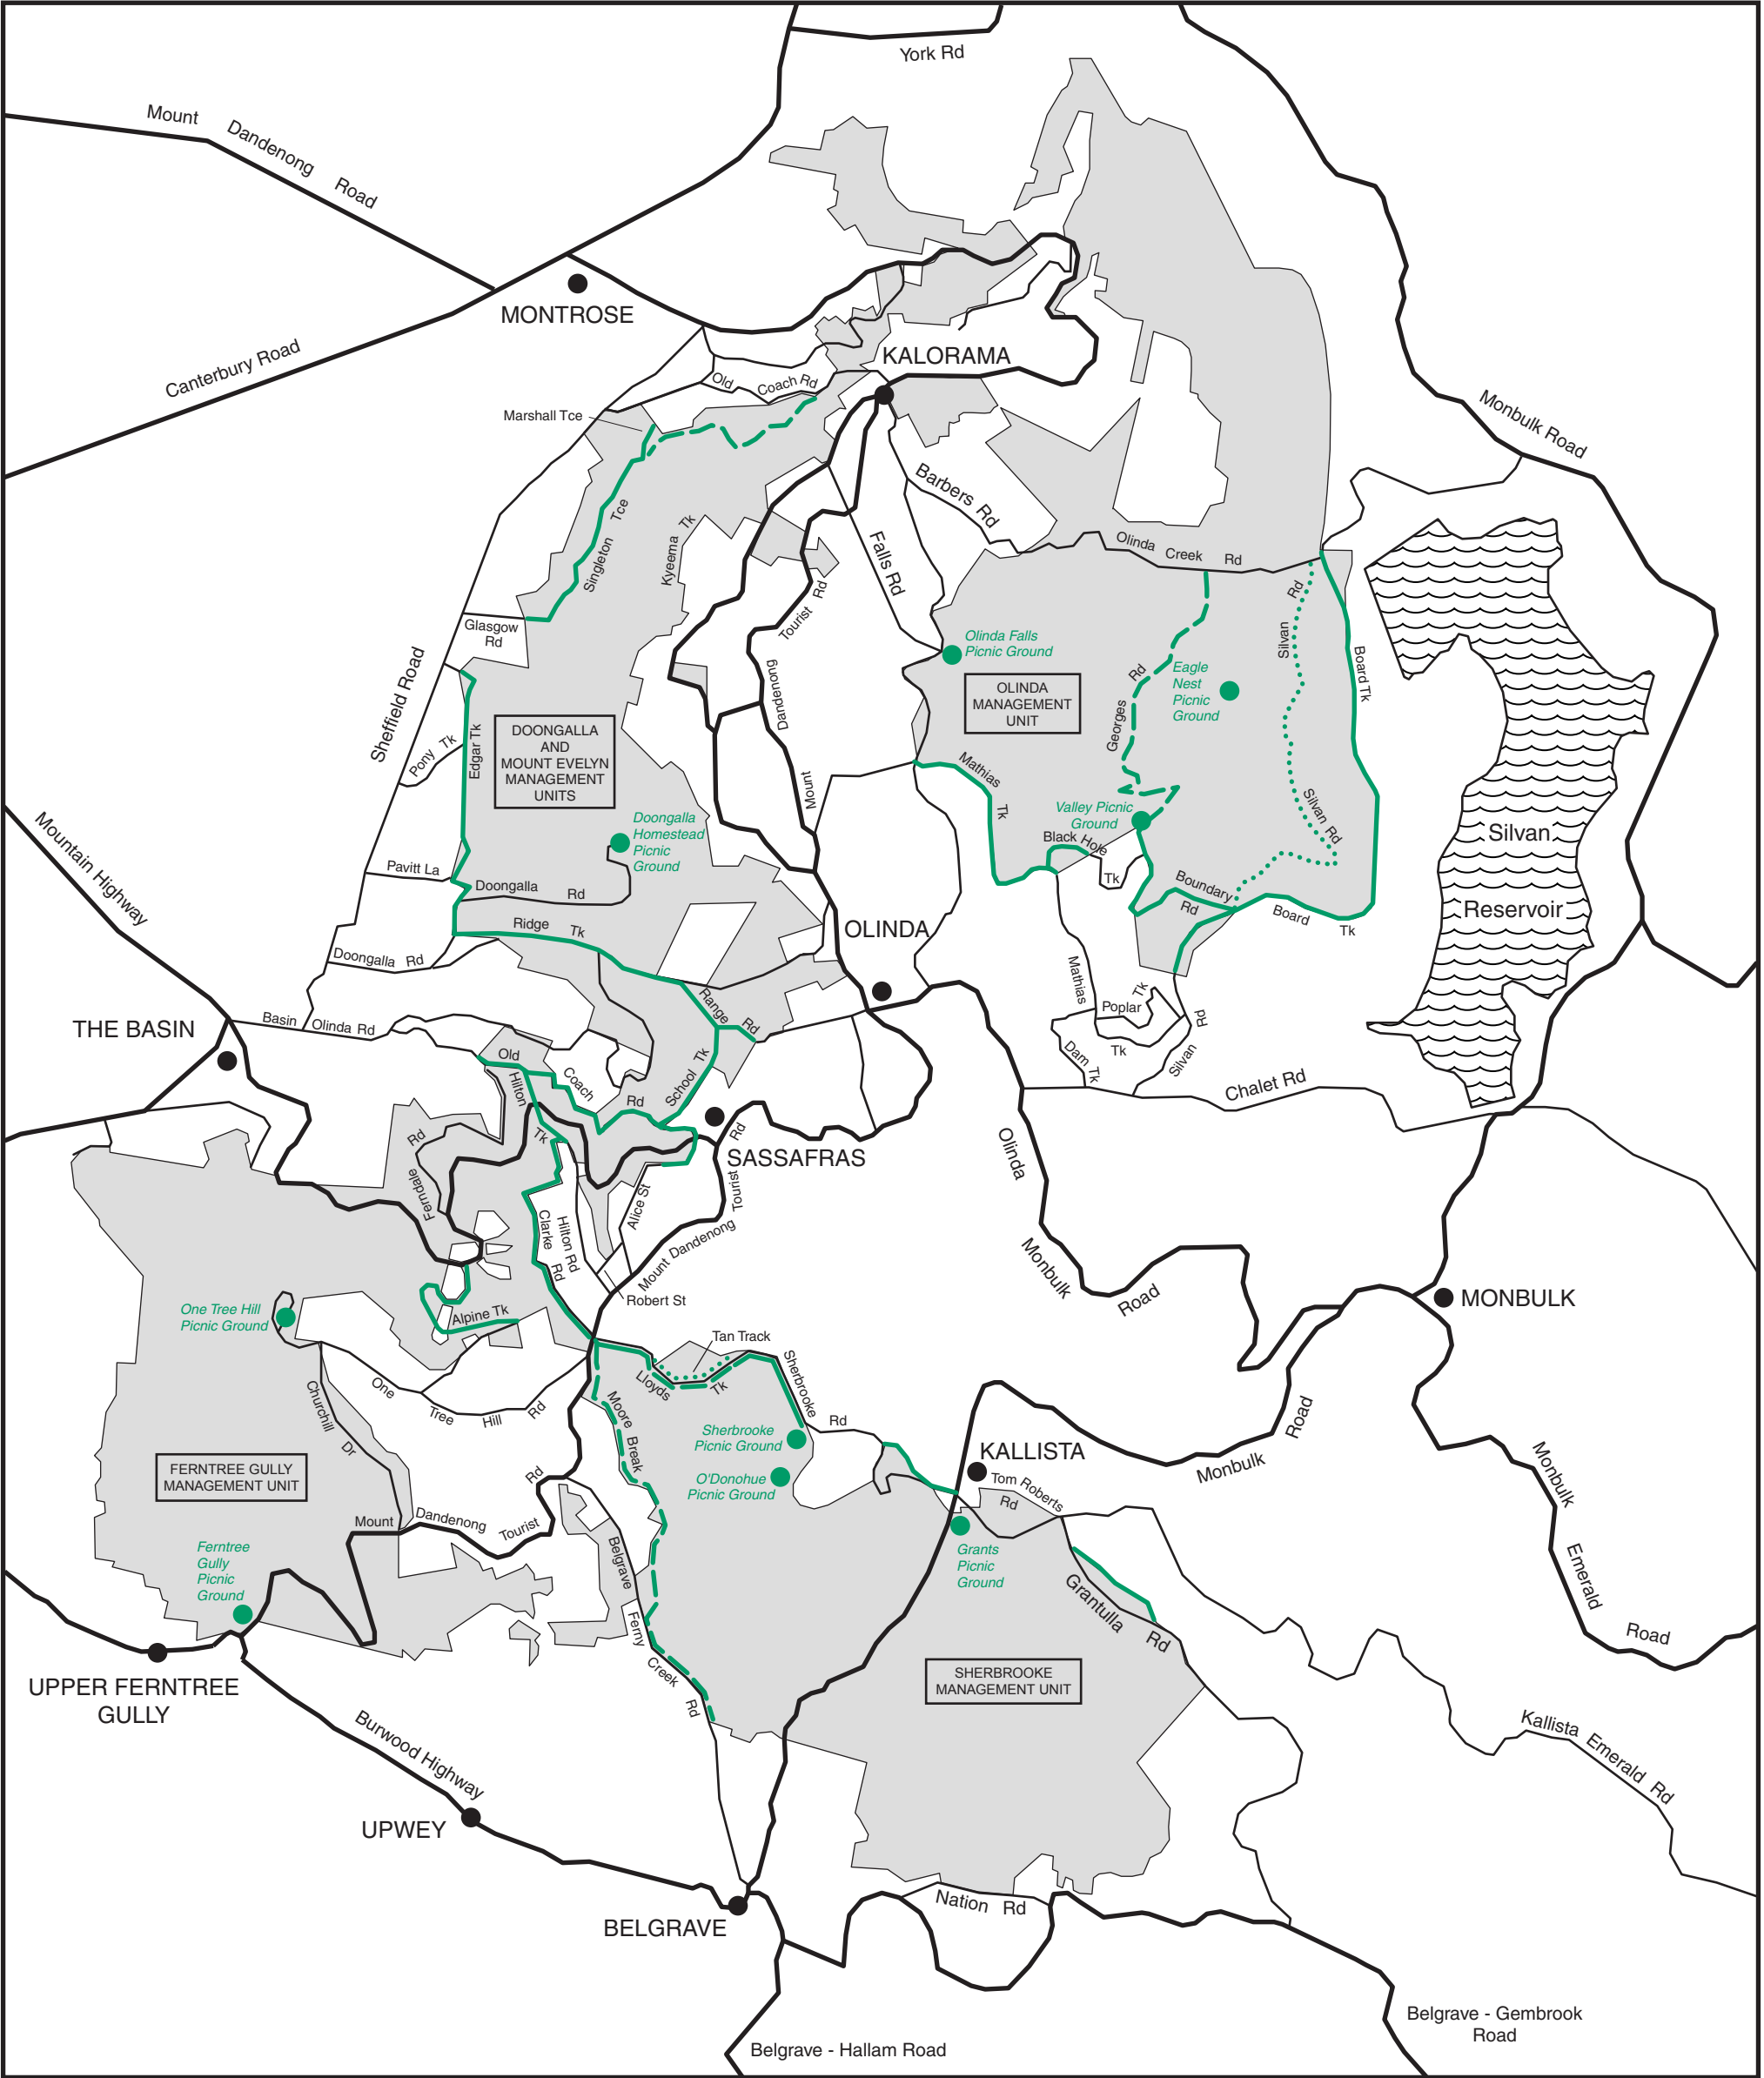 York Rd
Mount Dandenong Road
MONTROSE
Canterbury Road
KALORAMA
Old Coach Rd
Marshall Tce
Monbulk Road
Barbers Rd
Singleton Tce
Kyeema Tk
Falls Rd
Olinda Creek Rd
Tourist Rd
Glasgow
Rd
Silvan Rd
Olinda Falls
Picnic Ground
Sheffield Road
Board Tk
Eagle
Nest
Picnic
Ground
OLINDA
MANAGEMENT
UNIT
Georges Rd
Mount Dandenong
Pony Tk
Edgar Tk
DOONGALLA
AND
MOUNT EVELYN
MANAGEMENT
UNITS
Mathias Tk
Valley Picnic
Ground
Silvan Rd
Doongalla
Homestead
Picnic
Ground
Black Hole
Tk
Silvan
Reservoir
Mountain Highway
Pavitt La
Doongalla Rd
Boundary
Rd
Board Tk
Ridge Tk
OLINDA
Doongalla Rd
Mathias
Range Rd
Poplar Tk
Tk
Silvan Rd
Dam Tk
THE BASIN
Basin Olinda Rd
Chalet Rd
Old Coach Rd
School Tk
Hilton Tk
SASSAFRAS
Ferndale Rd
Alice St
Mount Dandenong Tourist Rd
Clarke Rd
Hilton Rd
Robert St
Olinda Monbulk Road
MONBULK
One Tree Hill
Picnic Ground
Alpine Tk
Tan Track
Lloyds Tk
Sherbrooke Rd
One Tree Hill Rd
Churchill Dr
Moore Break
Sherbrooke
Picnic Ground
O'Donohue
Picnic Ground
KALLISTA
Monbulk Road
Tom Roberts
Rd
FERNTREE GULLY
MANAGEMENT UNIT
Mount Dandenong Tourist Rd
Monbulk Emerald Road
Ferntree
Gully
Picnic
Ground
Grants
Picnic
Ground
Belgrave Ferny Creek Rd
Grantulla Rd
UPPER FERNTREE
GULLY
SHERBROOKE
MANAGEMENT UNIT
Burwood Highway
Kallista Emerald Rd
UPWEY
BELGRAVE
Nation Rd
Belgrave - Gembrook
Road
Belgrave - Hallam Road